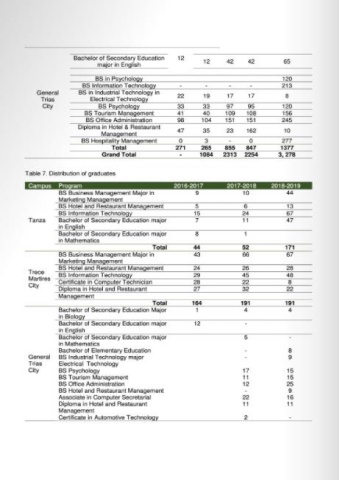 Bachelor of Secondary Education major in English 12 12 42 42 65
BS in Psychology 120
BS Information Technology - - - - 213
General Trias City
BS in Industrial Technology in Electrical Technology 22 19 17 17 8
BS Psychology 33 33 97 95 120
BS Tourism Management 41 40 109 108 156
BS Office Administration 98 104 151 151 245
Diploma in Hotel & Restaurant Management 47 35 23 162 10
BS Hospitality Management 0 3 - 0 277
Total 271 265 855 847 1377
Grand Total - 1084 2313 2254 3, 276
Table 7. Distribution of graduates
Campus Program 2016-2017 2017-2018 2018-2019
Tanza
BS Business Management Major in Marketing Management 9 10 44
BS Hotel and Restaurant Management 5 6 13
BS Information Technology 15 24 67
Bachelor of Secondary Education major in English 7 11 47
Bachelor of Secondary Education major in Mathematics 8 1
Total 44 52 171
Trece Martires City
BS Business Management Major in Marketing Management 43 66 67
BS Hotel and Restaurant Management 24 26 28
BS Information Technology 29 45 48
Certificate in Computer Technician 28 22 8
Diploma in Hotel and Restaurant Management 27 32 22
Total 164 191 191
General Trias City
Bachelor of Secondary Education Major in Biology 1 4 4
Bachelor of Secondary Education major in English 12 -
Bachelor of Secondary Education major in Mathematics 5 -
Bachelor of Elementary Education - 8
BS Industrial Technology major Electrical Technology - 9
BS Psychology 17 15
BS Tourism Management 11 15
BS Office Administration 12 25
BS Hotel and Restaurant Management - 9
Associate in Computer Secretarial 22 16
Diploma in Hotel and Restaurant Management 11 11
Certificate in Automotive Technology 2 -